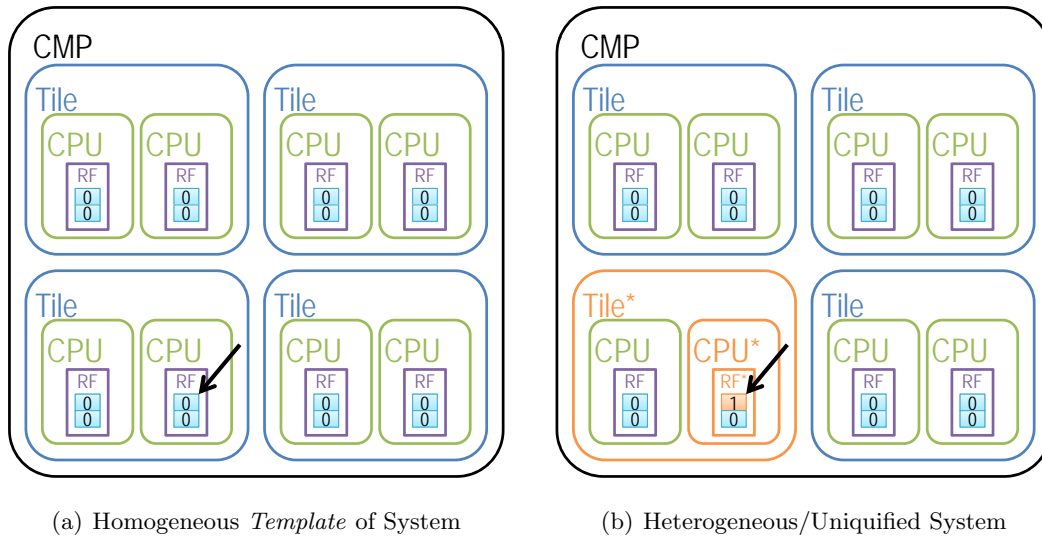 CMP
Tile
CPU CPU
RF RF
0 0
0 0
Tile
CPU CPU
RF RF
0 0
0 0
Tile
CPU CPU
RF RF
0 0
0 0
Tile
CPU CPU
RF RF
0 0
0 0
(a) Homogeneous Template of System
CMP
Tile
CPU CPU
RF RF
0 0
0 0
Tile
CPU CPU
RF RF
0 0
0 0
Tile*
CPU CPU*
RF RF*
0 1
0 0
Tile
CPU CPU
RF RF
0 0
0 0
(b) Heterogeneous/Uniquified System